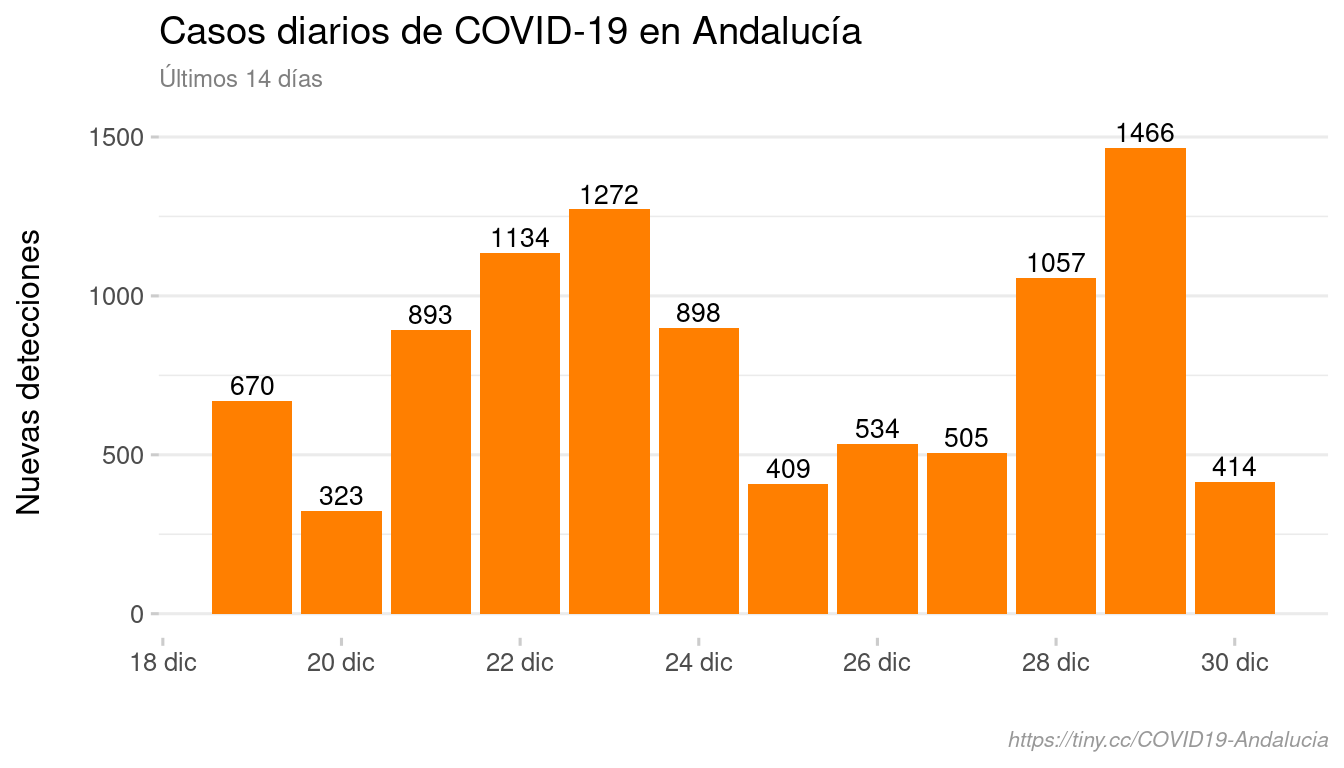 Casos diarios de COVID-19 en Andalucía
Últimos 14 días
Nuevas detecciones
1500
1000
500
0
670
323
893
1134
1272
898
409
534
505
1057
1466
414
18 dic
20 dic
22 dic
24 dic
26 dic
28 dic
30 dic
https://tiny.cc/COVID19-Andalucia